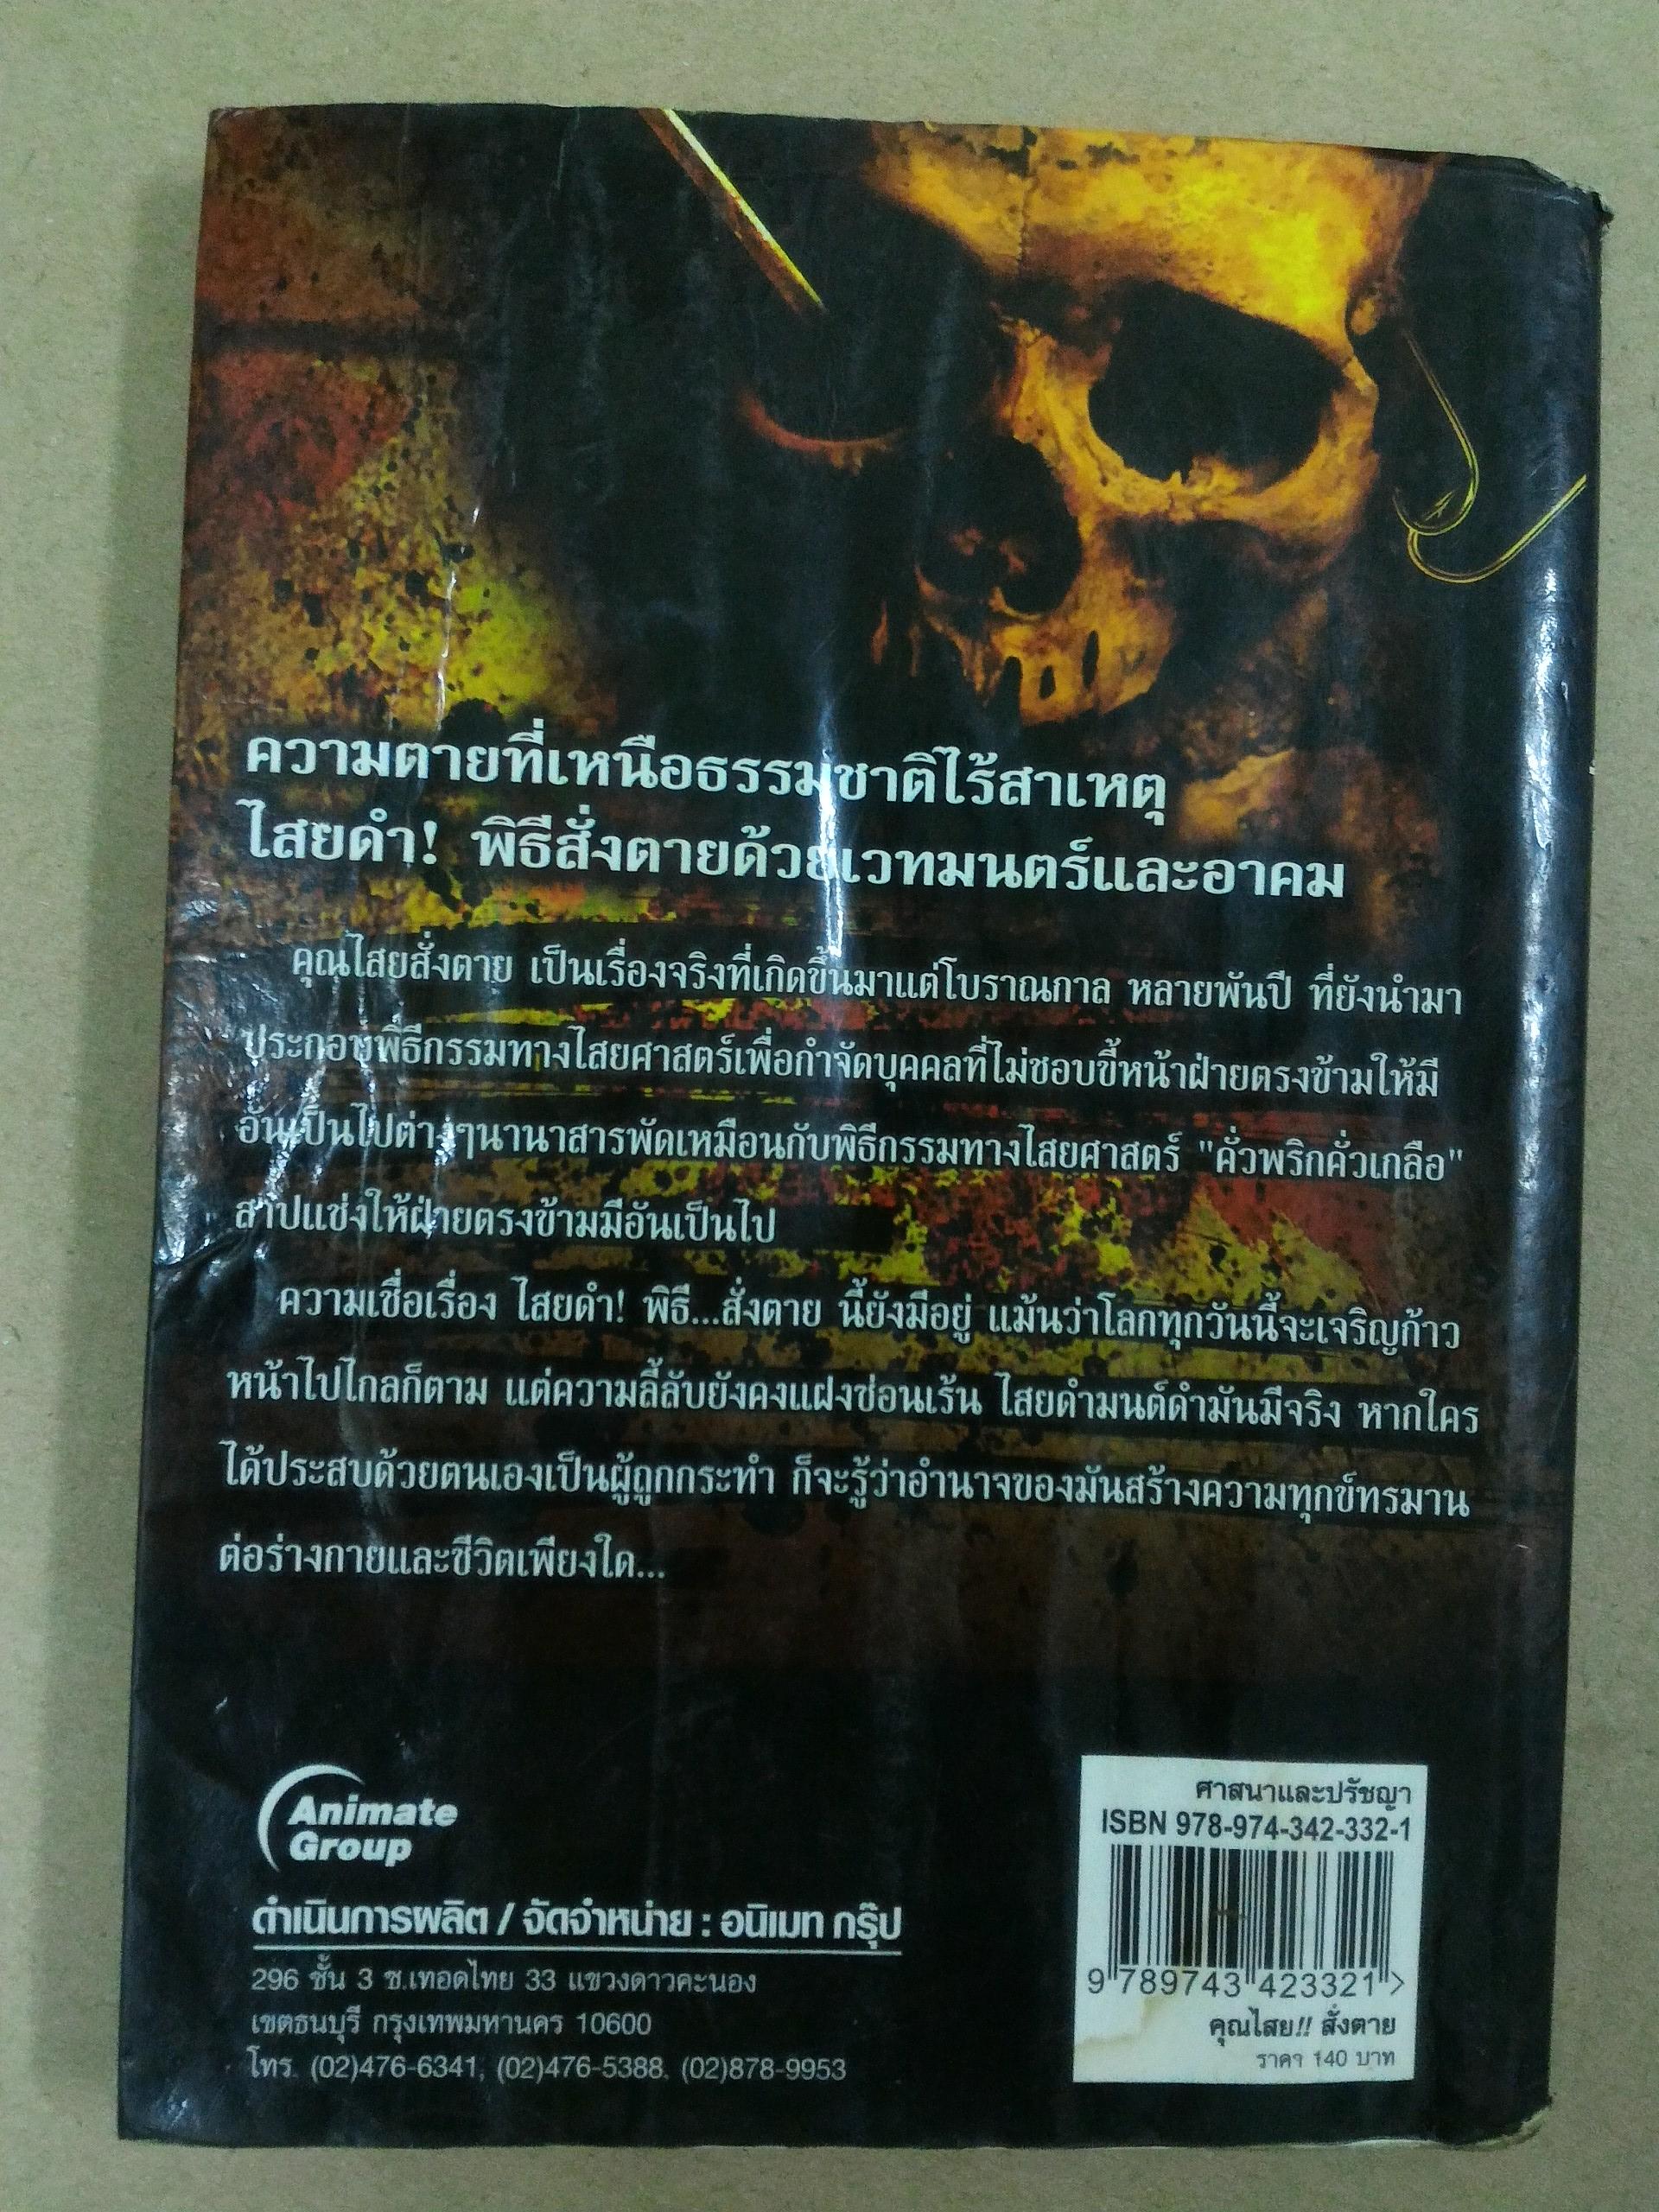 ความตายที่เหนือธรรมชาติไร้สาเหตุ
ไสยดำ! พิธีสั่งตายด้วยเวทมนตร์และอาคม
คุณไสยสั่งตาย เป็นเรื่องจริงที่เกิดขึ้นมาแต่โบราณกาล หลายพันปี ที่ยังนำมา
ประกอบพิธีกรรมทางไสยศาสตร์เพื่อกำจัดบุคคลที่ไม่ชอบขี้หน้าฝ่ายตรงข้ามให้มี
อันเป็นไปต่างๆนานาสารพัดเหมือนกับพิธีกรรมทางไสยศาสตร์ "คั่วพริกคั่วเกลือ"
สาปแช่งให้ฝ่ายตรงข้ามมีอันเป็นไป
ความเชื่อเรื่อง ไสยดำ! พิธี...สั่งตาย นี้ยังมีอยู่ แม้นว่าโลกทุกวันนี้จะเจริญก้าว
หน้าไปไกลก็ตาม แต่ความลี้ลับยังคงแฝงซ่อนเร้น ไสยดำมนต์ดำมันมีจริง หากใคร
ได้ประสบด้วยตนเองเป็นผู้ถูกกระทำ ก็จะรู้ว่าอำนาจของมันสร้างความทุกข์ทรมาน
ต่อร่างกายและชีวิตเพียงใด...
Animate
Group
ดำเนินการผลิต / จัดจำหน่าย : อนิเมท กรุ๊ป
296 ชั้น 3 ซ.เทอดไทย 33 แขวงดาวคะนอง
เขตธนบุรี กรุงเทพมหานคร 10600
โทร. (02)476-6341, (02)476-5388, (02)878-9953
ศาสนาและปรัชญา
ISBN 978-974-342-332-1
9 789743 423321 >
คุณไสย!! สั่งตาย
ราคา 140 บาท